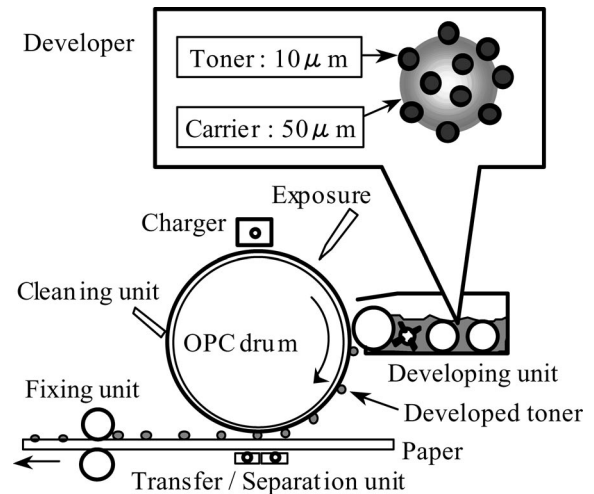 Developer
Toner : 10μm
Carrier : 50μm
Exposure
Charger
Cleaning unit
OPC drum
Developing unit
Fixing unit
Developed toner
Paper
Transfer / Separation unit